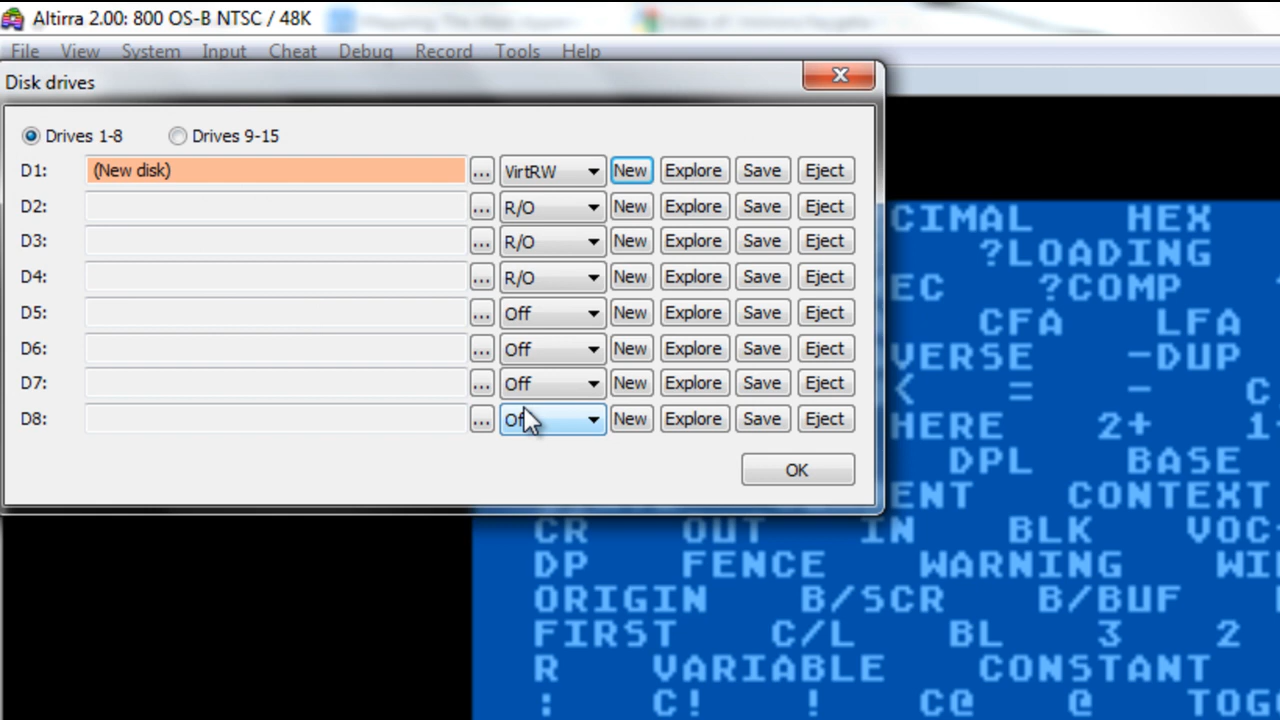 Altirra 2.00: 800 OS-B NTSC / 48K
File View System Input Cheat Debug Record Tools Help
Disk drives
X
Drives 1-8 Drives 9-15
D1: (New disk) ... VirtRW New Explore Save Eject
D2: ... R/O New Explore Save Eject
D3: ... R/O New Explore Save Eject
D4: ... R/O New Explore Save Eject
D5: ... Off New Explore Save Eject
D6: ... Off New Explore Save Eject
D7: ... Off New Explore Save Eject
D8: ... Of New Explore Save Eject
OK
CIMAL HEX
?LOADING
EC ?COMP
CFA LFA
VERSE -DUP
< = - C
HERE 2+ 1
DPL BASE
ENT CONTEXT
CR OUT IN BLK VOC-
DP FENCE WARNING WI
ORIGIN B/SCR B/BUF
FIRST C/L BL 3 2
R VARIABLE CONSTANT
: C! ! C@ @ TOG